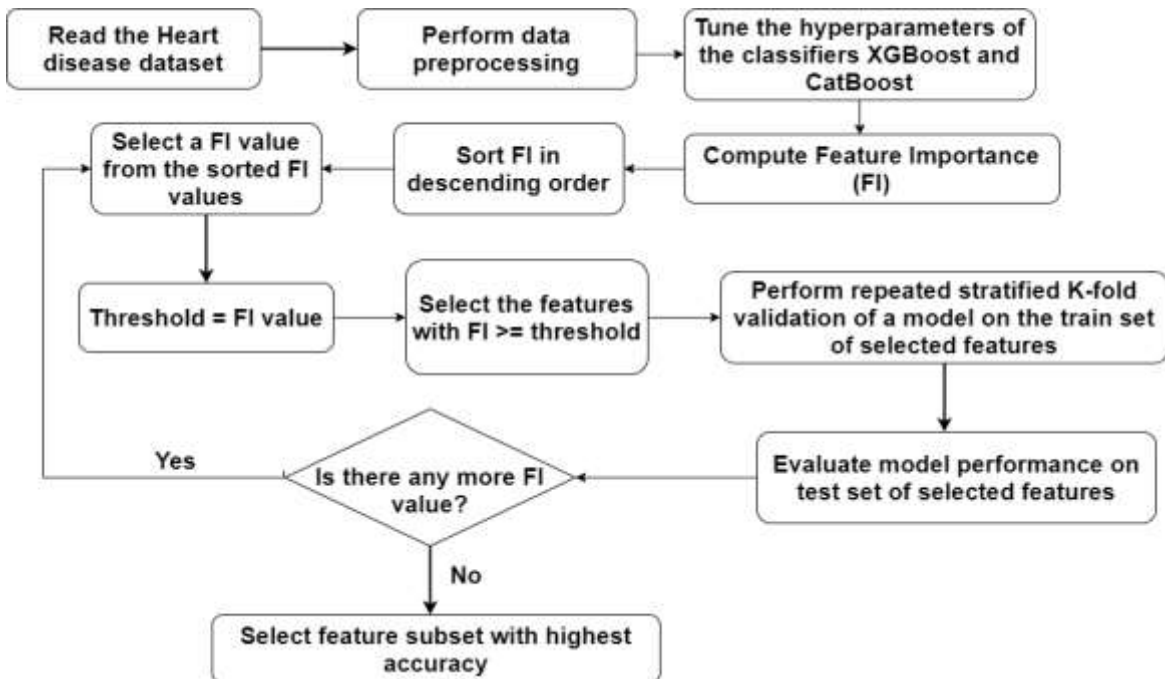 Read the Heart
disease dataset
Perform data
preprocessing
Tune the hyperparameters of
the classifiers XGBoost and
CatBoost
Select a FI value
from the sorted FI
values
Sort FI in
descending order
Compute Feature Importance
(FI)
Threshold = FI value
Select the features
with FI >= threshold
Perform repeated stratified K-fold
validation of a model on the train set
of selected features
Yes
Is there any more FI
value?
Evaluate model performance on
test set of selected features
No
Select feature subset with highest
accuracy